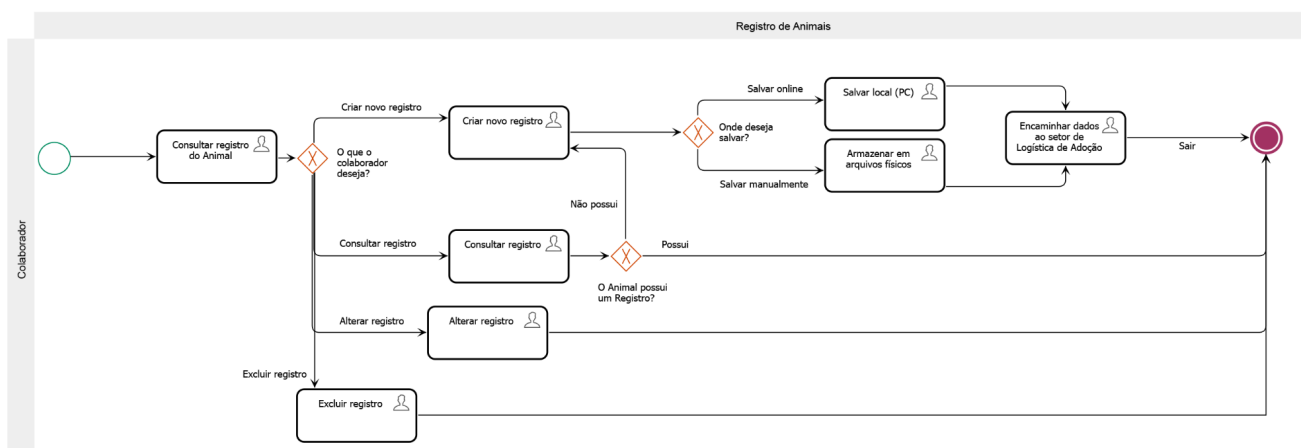 Registro de Animais
Colaborador
Consultar registro
do Animal
O que o
colaborador
deseja?
Criar novo registro
Criar novo registro
Onde deseja
salvar?
Salvar online
Salvar local (PC)
Salvar manualmente
Armazenar em
arquivos físicos
Encaminhar dados
ao setor de
Logística de Adoção
Sair
Não possui
Consultar registro
Consultar registro
O Animal possui
um Registro?
Possui
Alterar registro
Alterar registro
Excluir registro
Excluir registro